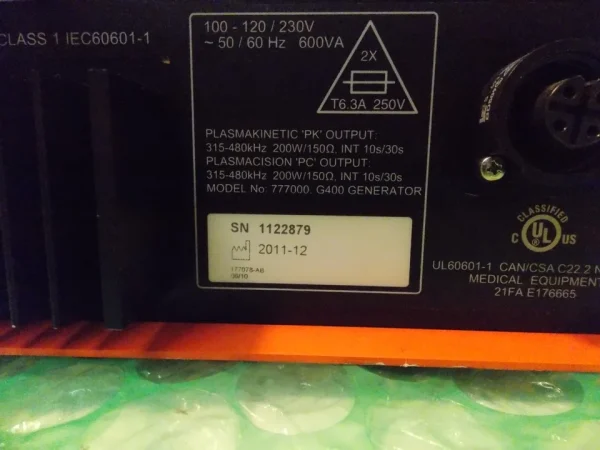 CLASS 1 IEC60601-1
100 - 120 / 230V
~ 50 / 60 Hz 600VA
2X
T6.3A 250V
PLASMAKINETIC 'PK' OUTPUT:
315-480kHz 200W/150Ω, INT 10s/30s
PLASMACISION 'PC' OUTPUT:
315-480kHz 200W/150Ω, INT 10s/30s
MODEL No: 777000, G400 GENERATOR
SN 1122879
2011-12
CLASSIFIED
C UL US
UL60601-1 CAN/CSA C22.2 N
MEDICAL EQUIPMENT
21FA E176665